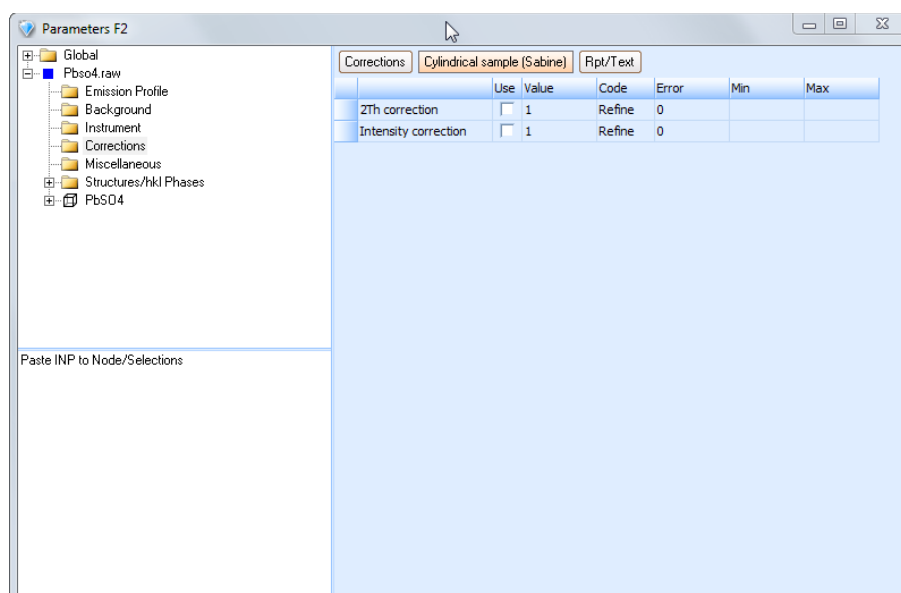 Parameters F2
Global
Pbso4.raw
Emission Profile
Background
Instrument
Corrections
Miscellaneous
Structures/hkl Phases
PbSO4
Paste INP to Node/Selections
Corrections Cylindrical sample (Sabine) Rpt/Text
Use Value Code Error Min Max
2Th correction 1 Refine 0
Intensity correction 1 Refine 0